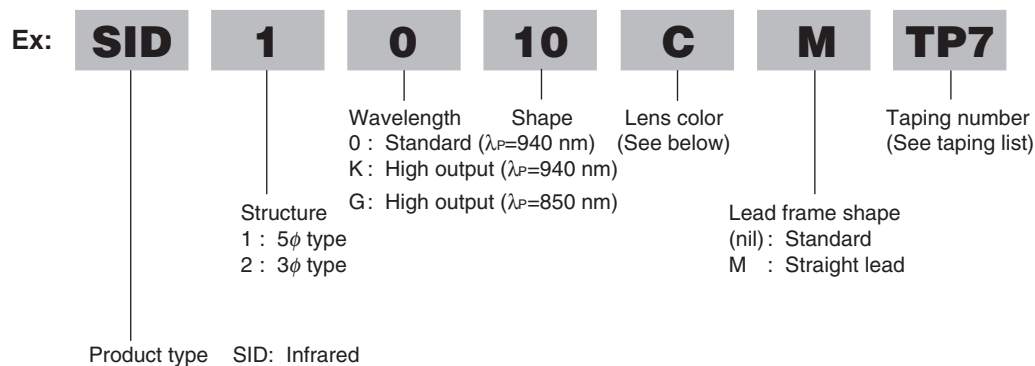 Ex: SID 1 0 10 C M TP7
Wavelength Shape Lens color Taping number
0 : Standard (λP=940 nm) (See below) (See taping list)
K : High output (λP=940 nm)
G : High output (λP=850 nm)
Structure Lead frame shape
1 : 5ϕ type (nil) : Standard
2 : 3ϕ type M : Straight lead
Product type SID: Infrared